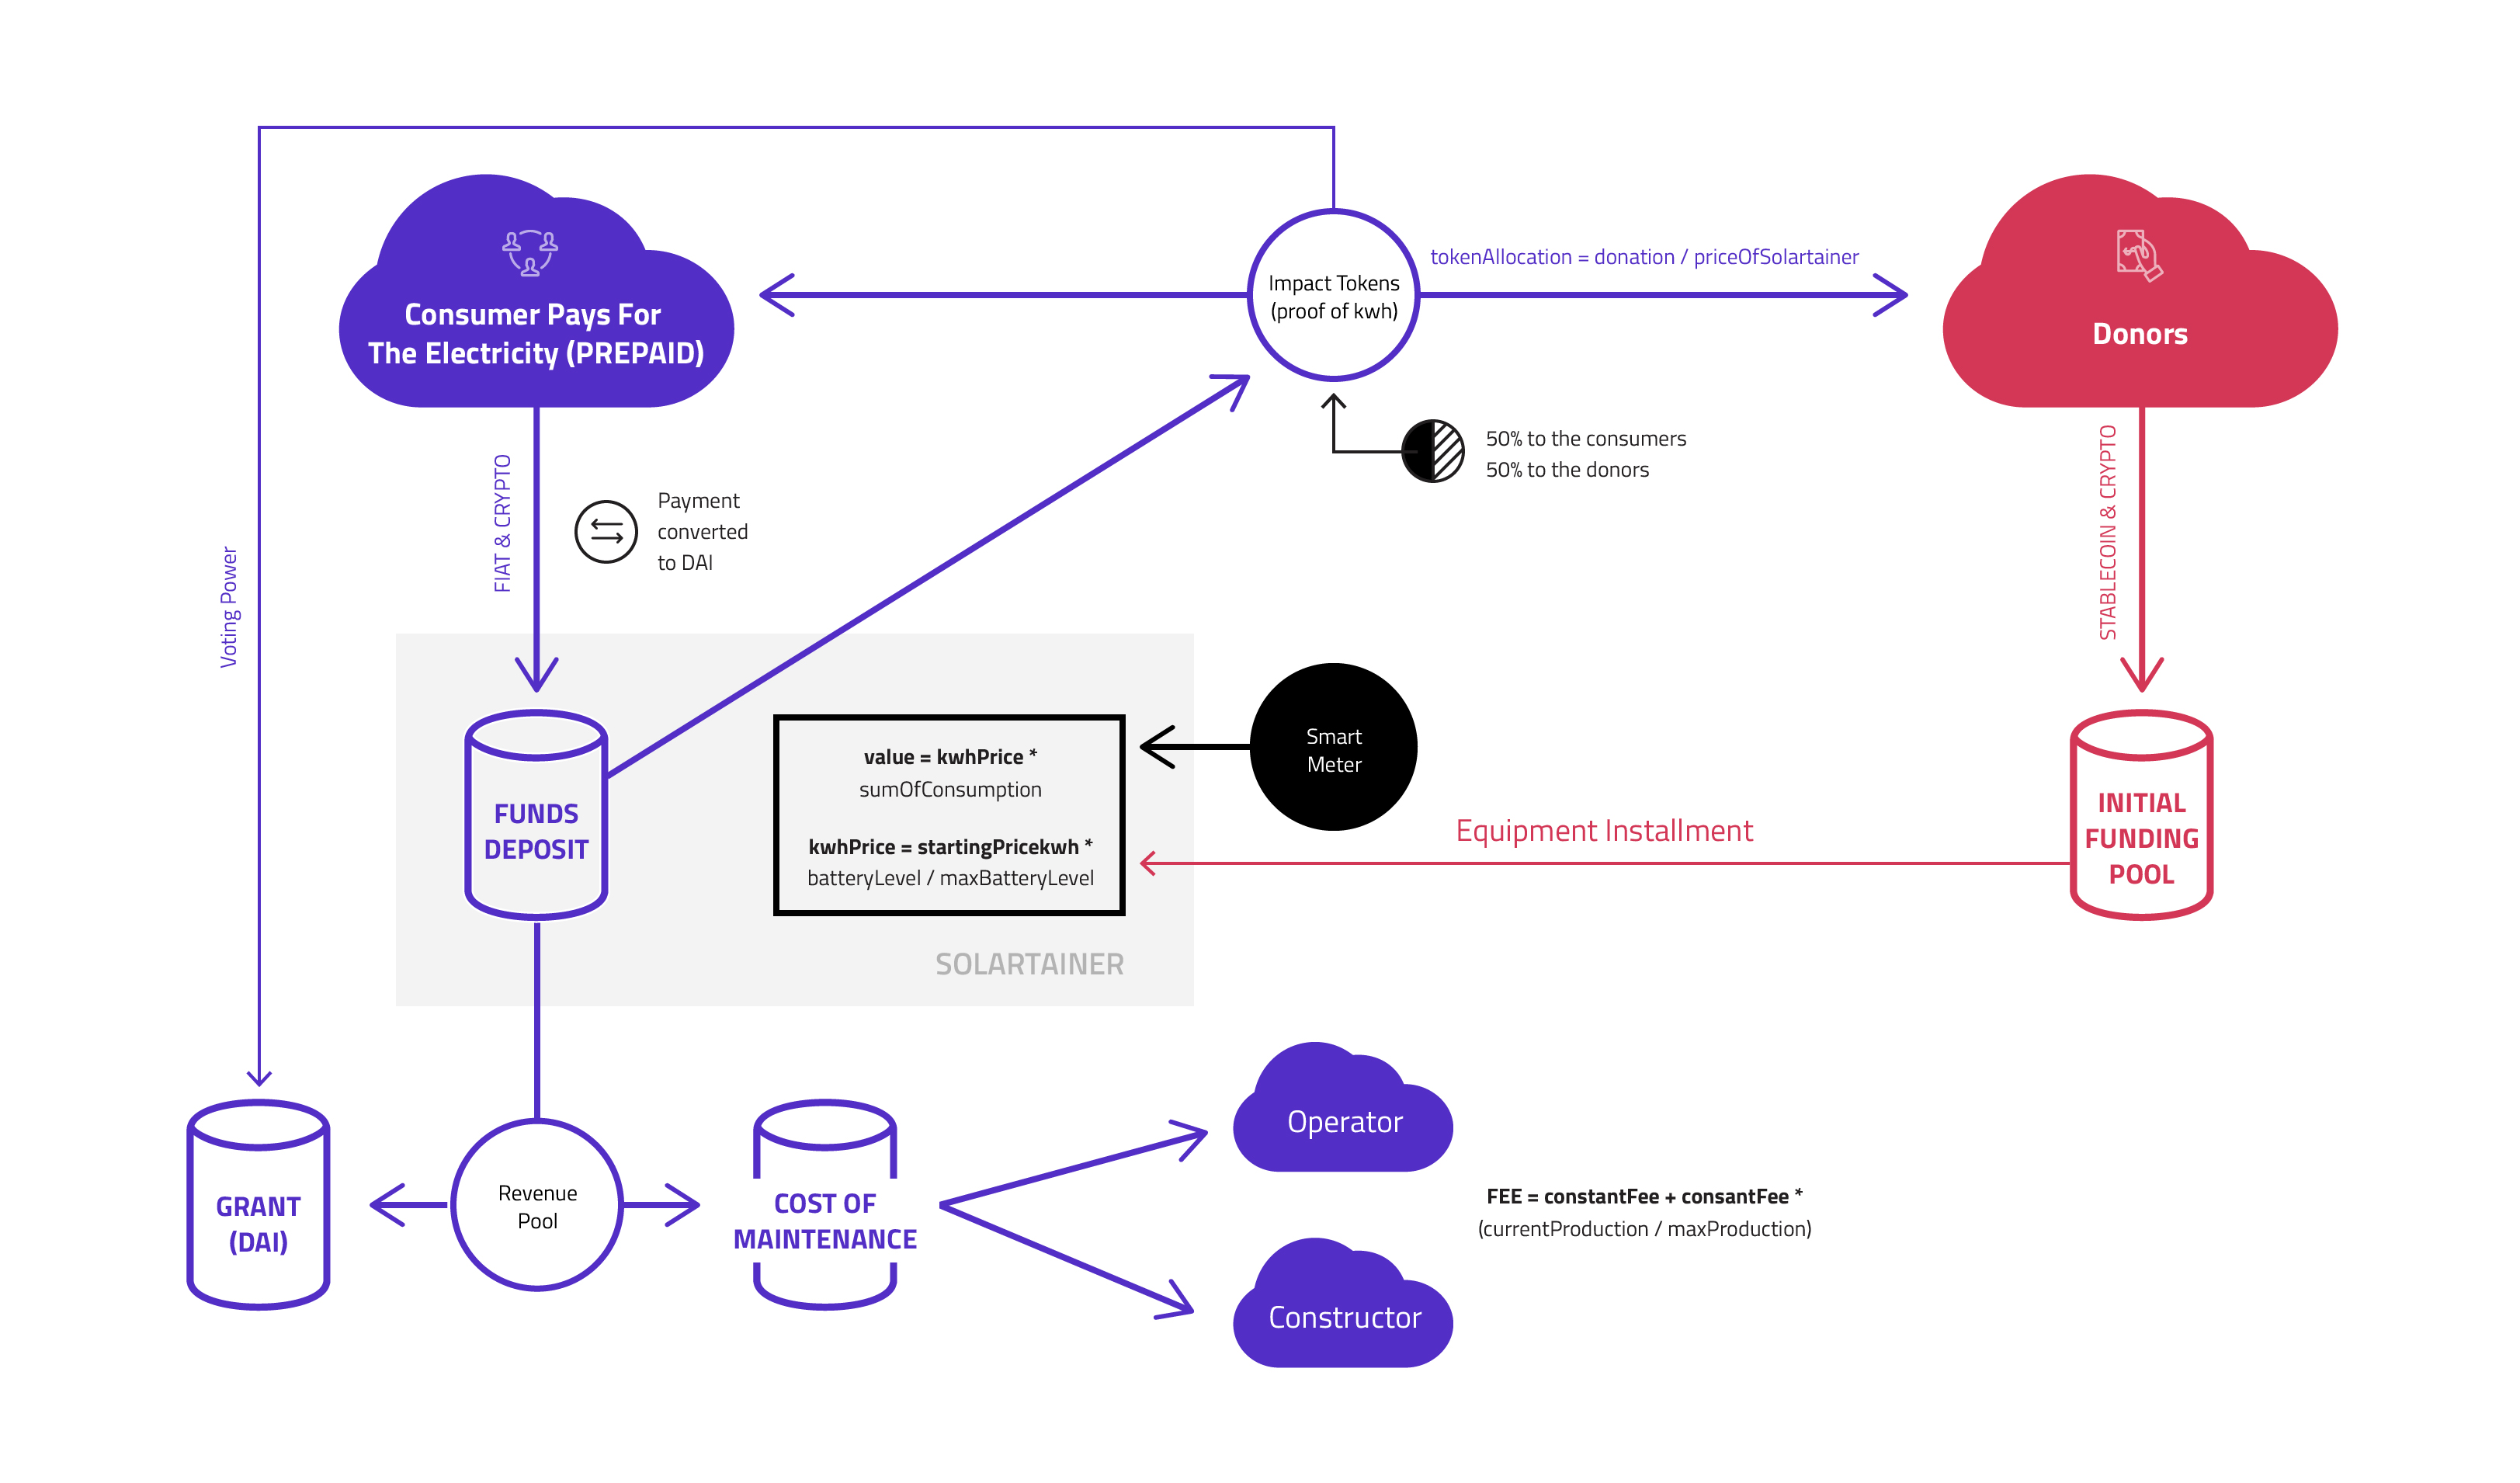 tokenAllocation = donation / priceOfSolartainer
Impact Tokens
(proof of kwh)
Consumer Pays For
The Electricity (PREPAID)
Donors
50% to the consumers
50% to the donors
FIAT & CRYPTO
Payment
converted
to DAI
STABLECOIN & CRYPTO
Voting Power
Smart
Meter
value = kwhPrice *
sumOfConsumption
kwhPrice = startingPricekwh *
batteryLevel / maxBatteryLevel
FUNDS
DEPOSIT
Equipment Installment
INITIAL
FUNDING
POOL
SOLARTAINER
Operator
GRANT
(DAI)
Revenue
Pool
COST OF
MAINTENANCE
FEE = constantFee + consantFee *
(currentProduction / maxProduction)
Constructor